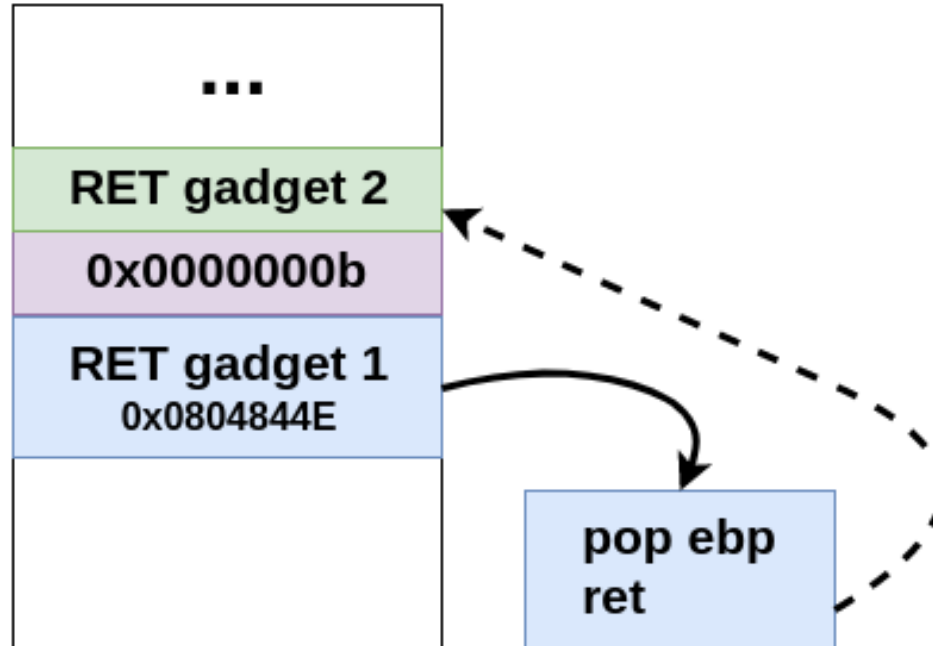 ...
RET gadget 2
0x0000000b
RET gadget 1
0x0804844E
pop ebp
ret